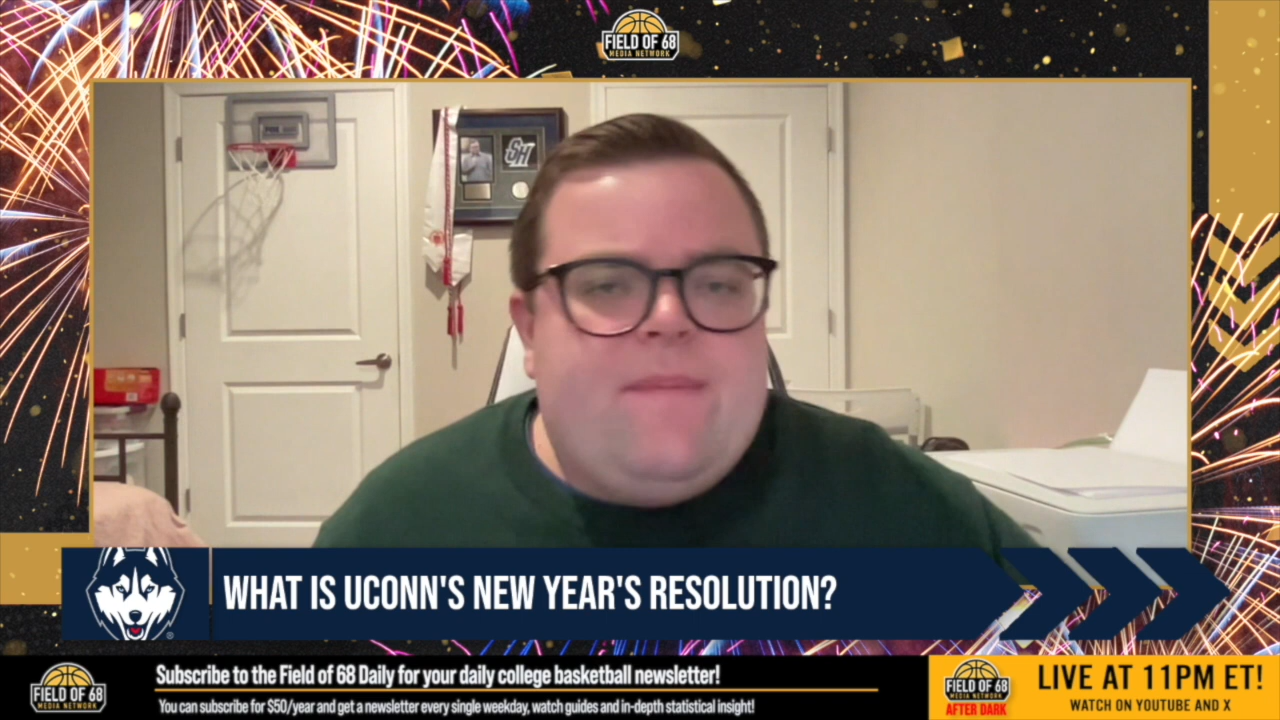 FIELD OF 68
MEDIA NETWORK
SH
WHAT IS UCONN'S NEW YEAR'S RESOLUTION?
®
FIELD OF 68
MEDIA NETWORK
Subscribe to the Field of 68 Daily for your daily college basketball newsletter!
You can subscribe for $50/year and get a newsletter every single weekday, watch guides and in-depth statistical insight!
FIELD OF 68
MEDIA NETWORK
AFTER DARK
LIVE AT 11PM ET!
WATCH ON YOUTUBE AND X